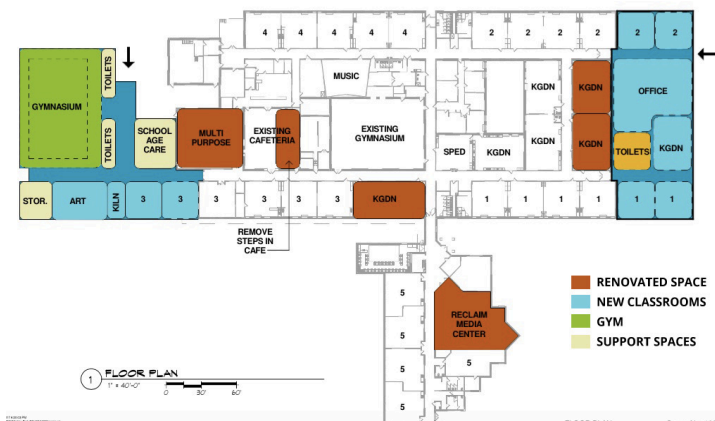 4 4 4 4 4 2 2 2 2 2 2
TOILETS
GYMNASIUM
MUSIC
KGDN
KGDN
OFFICE
TOILETS
SCHOOL
AGE
CARE
MULTI
PURPOSE
EXISTING
CAFETERIA
EXISTING
GYMNASIUM
SPED
KGDN
KGDN
KGDN
TOILETS
KGDN
STOR.
ART
KILN
3 3 3 3 3 3
KGDN
1 1 1 1 1 1
REMOVE
STEPS IN
CAFE
5
5
5
5
5
RECLAIM
MEDIA
CENTER
RENOVATED SPACE
NEW CLASSROOMS
GYM
SUPPORT SPACES
1
FLOOR PLAN
1" = 40'-0"
0 30' 60'